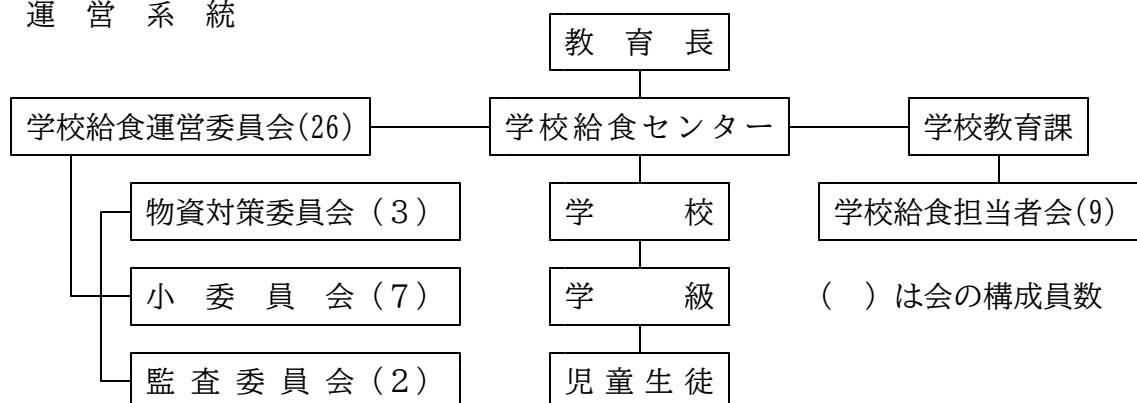 運営系統
教育長
学校給食運営委員会(26)
学校給食センター
学校教育課
物資対策委員会（３）
学校
学校給食担当者会(9)
小委員会（７）
学級
（　）は会の構成員数
監査委員会（２）
児童生徒